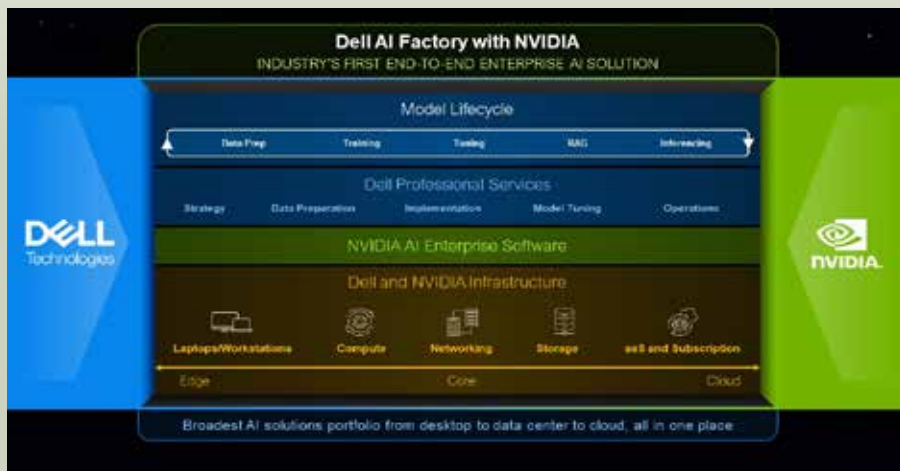 Dell AI Factory with NVIDIA
INDUSTRY'S FIRST END-TO-END ENTERPRISE AI SOLUTION
Model Lifecycle
Data Prep Training Tuning RAG Inferencing
Dell Professional Services
Strategy Data Preparation Implementation Model Tuning Operations
DELL
Technologies
NVIDIA AI Enterprise Software
nVIDIA.
Dell and NVIDIA Infrastructure
Laptops/Workstations Compute Networking Storage aaS and Subscription
Edge Core Cloud
Broadest AI solutions portfolio from desktop to data center to cloud, all in one place